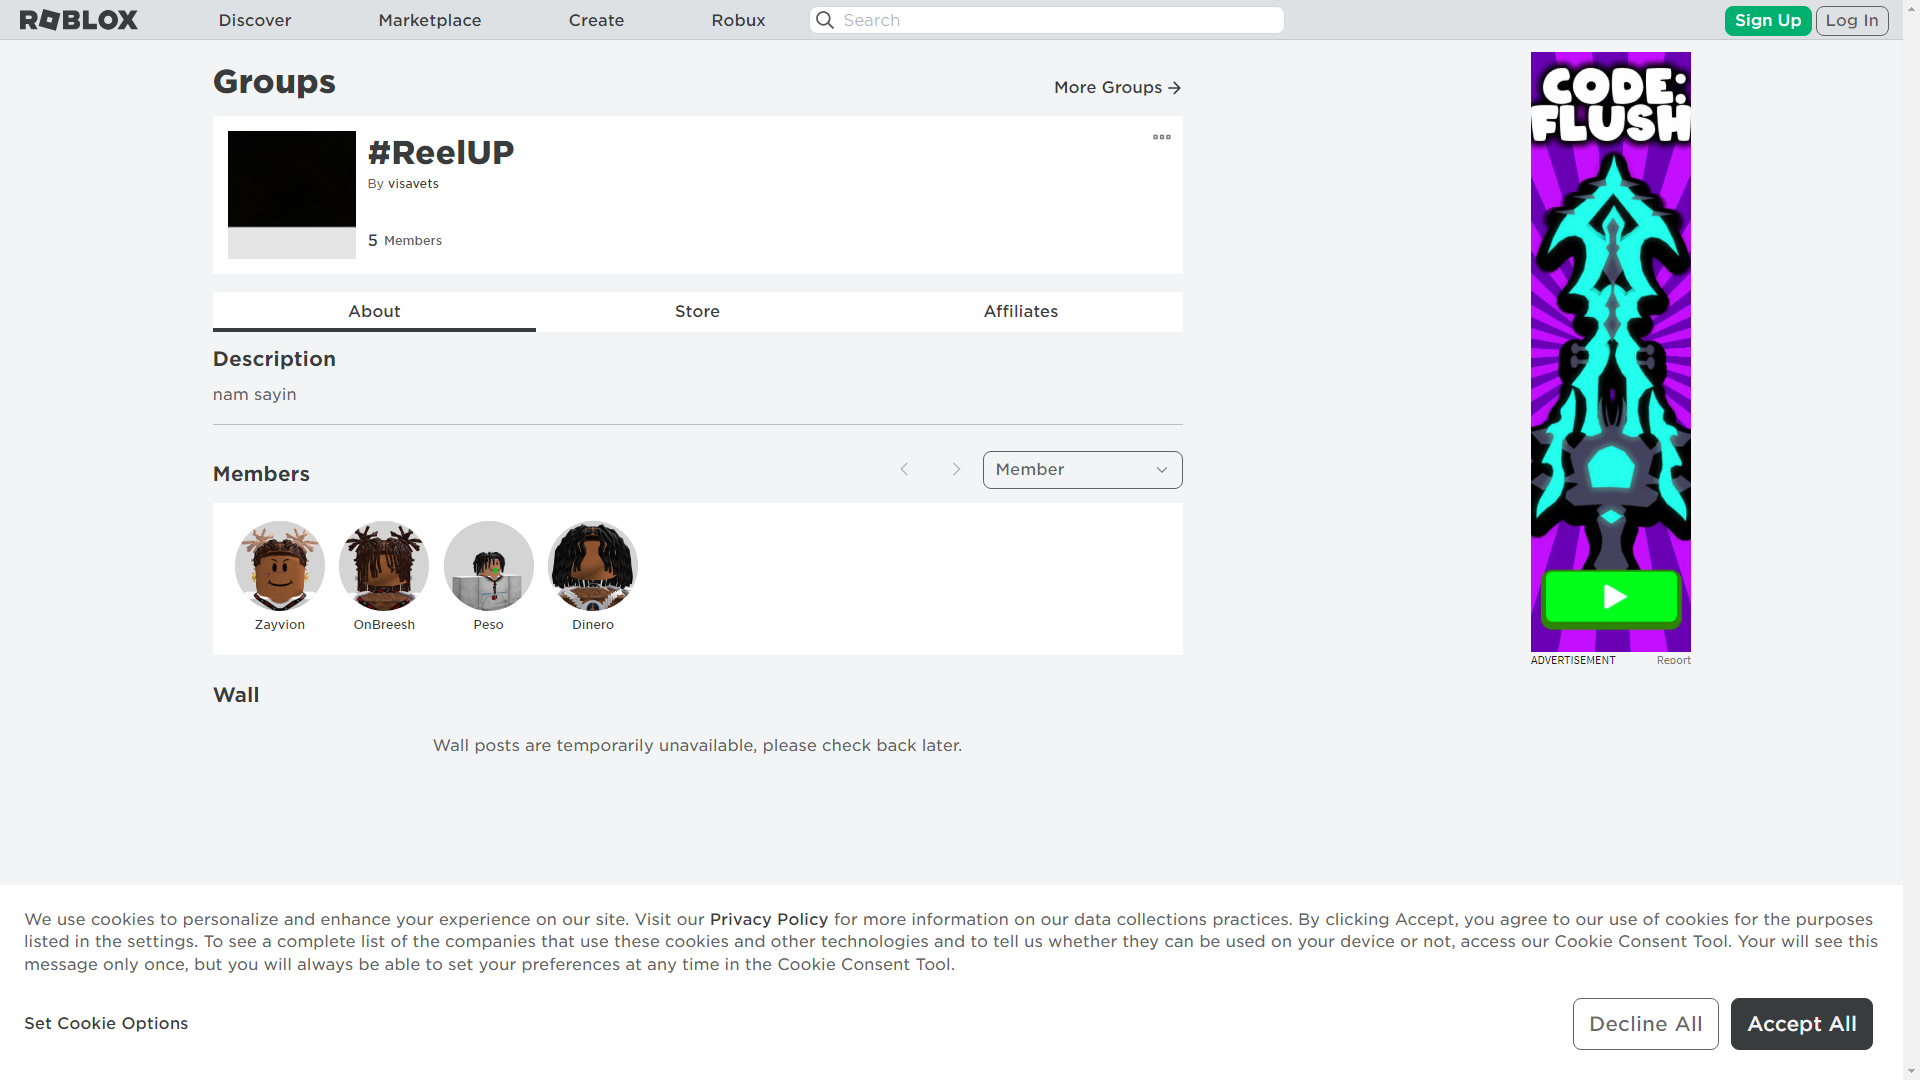 ROBLOX
Discover
Marketplace
Create
Robux
Search
Sign Up
Log In
Groups
More Groups
#ReelUP
By visavets
5 Members
About
Store
Affiliates
Description
nam sayin
Members
Member
Zayvion
OnBreesh
Peso
Dinero
Wall
Wall posts are temporarily unavailable, please check back later.
CODE:
FLUSH
ADVERTISEMENT
Report
We use cookies to personalize and enhance your experience on our site. Visit our Privacy Policy for more information on our data collections practices. By clicking Accept, you agree to our use of cookies for the purposes
listed in the settings. To see a complete list of the companies that use these cookies and other technologies and to tell us whether they can be used on your device or not, access our Cookie Consent Tool. Your will see this
message only once, but you will always be able to set your preferences at any time in the Cookie Consent Tool.
Set Cookie Options
Decline All
Accept All